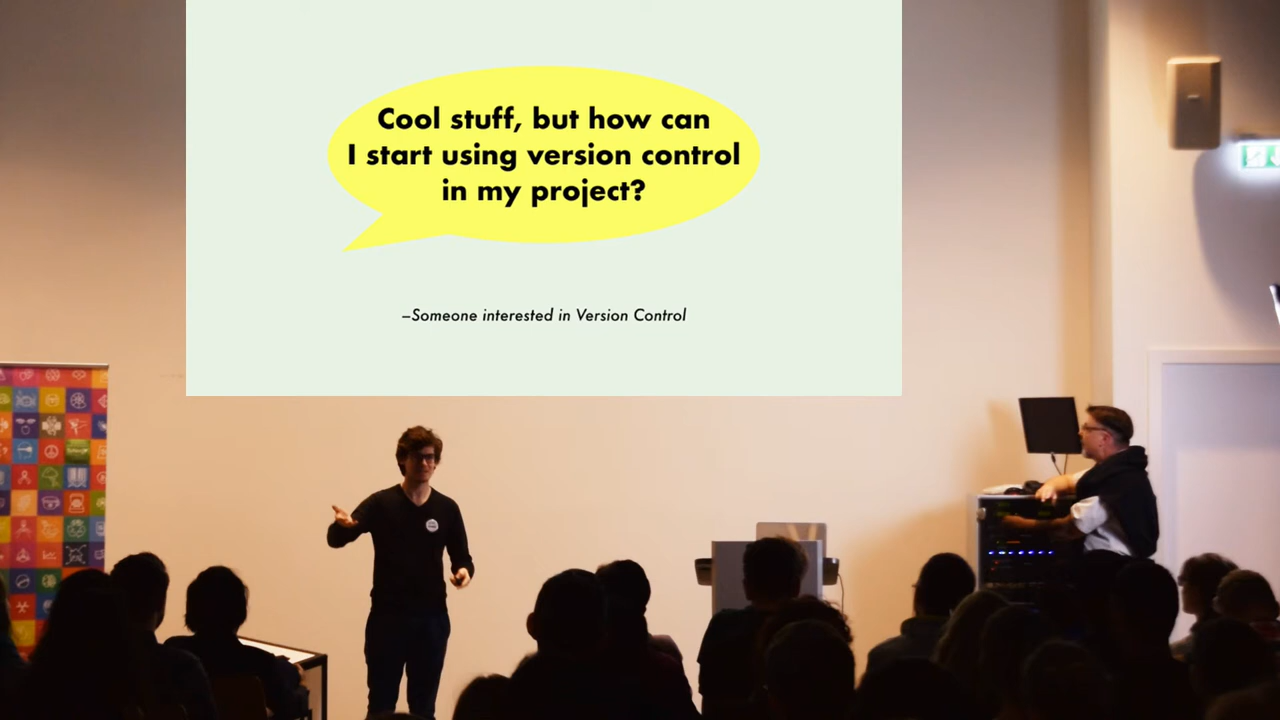 Cool stuff, but how can
I start using version control
in my project?
–Someone interested in Version Control